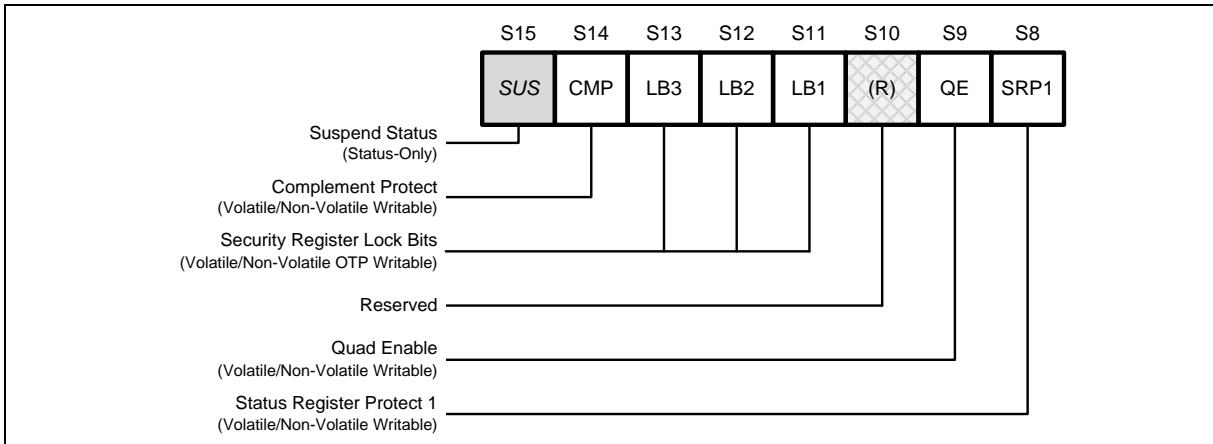 S15 S14 S13 S12 S11 S10 S9 S8
SUS CMP LB3 LB2 LB1 (R) QE SRP1
Suspend Status
(Status-Only)
Complement Protect
(Volatile/Non-Volatile Writable)
Security Register Lock Bits
(Volatile/Non-Volatile OTP Writable)
Reserved
Quad Enable
(Volatile/Non-Volatile Writable)
Status Register Protect 1
(Volatile/Non-Volatile Writable)